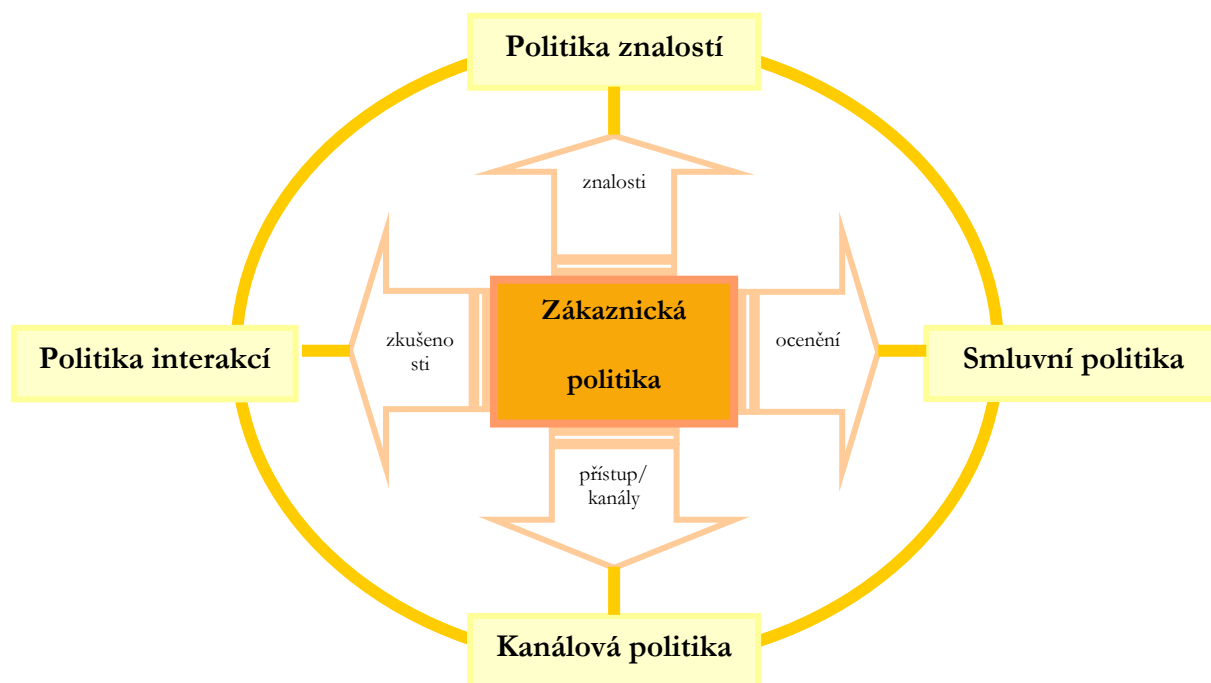 Politika znalostí
znalosti
Politika interakcí
zkušeno
sti
Zákaznická
politika
ocenění
Smluvní politika
přístup/
kanály
Kanálová politika